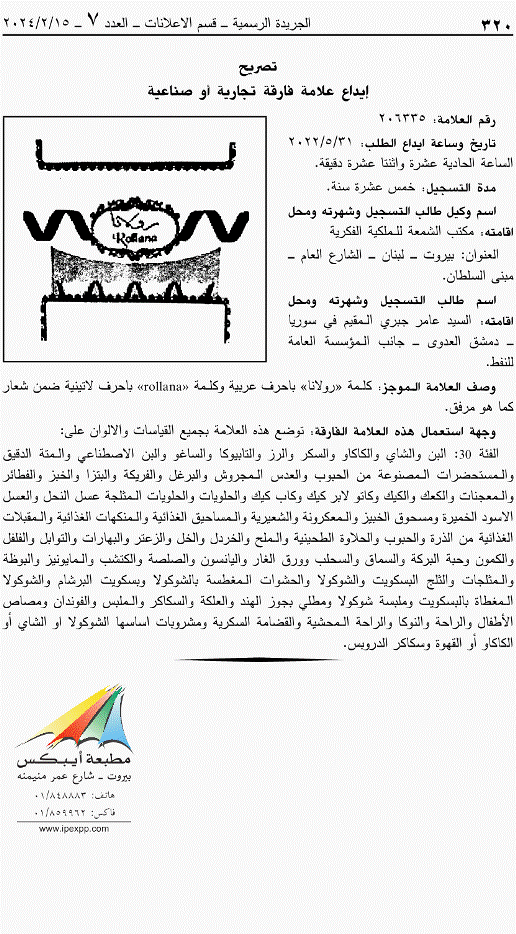 ٣٢٠
الجريدة الرسمية ــ قسم الاعلانات ــ العدد ٧ ــ ٢٠٢٤/٢/١٥
تصريح
إيداع علامة فارقة تجارية أو صناعية
رقم العلامة: ٢٠٦٣٣٥
تاريخ وساعة ايداع الطلب: ٢٠٢٢/٥/٣١
الساعة الحادية عشرة واثنتا عشرة دقيقة.
مدة التسجيل: خمس عشرة سنة.
اسم وكيل طالب التسجيل وشهرته ومحل
اقامته: مكتب الشمعة للملكية الفكرية
العنوان: بيروت ــ لبنان ــ الشارع العام ــ
مبنى السلطان.
اسم طالب التسجيل وشهرته ومحل
اقامته: السيد عامر جبري المقيم في سوريا
ــ دمشق العدوى ــ جانب المؤسسة العامة
للنفط.
رولانا
Rollana
وصف العلامة الموجز: كلمة «رولانا» باحرف عربية وكلمة «rollana» باحرف لاتينية ضمن شعار
كما هو مرفق.
وجهة استعمال هذه العلامة الفارقة: توضع هذه العلامة بجميع القياسات والالوان على:
الفئة 30: البن والشاي والكاكاو والسكر والرز والتابيوكا والساغو والبن الاصطناعي والمتة الدقيق
والمستحضرات المصنوعة من الحبوب والعدس المجروش والبرغل والفريكة والبتزا والخبز والفطائر
والمعجنات والكعك والكيك وكاتو لابر كيك وكاب كيك والحلويات والحلويات المثلجة عسل النحل والعسل
الاسود الخميرة ومسحوق الخبيز والمعكرونة والشعيرية والمساحيق الغذائية والمنكهات الغذائية والمقبلات
الغذائية من الذرة والحبوب والحلاوة الطحينية والملح والخردل والخل والزعتر والبهارات والتوابل والفلفل
والكمون وحبة البركة والسماق والسحلب وورق الغار واليانسون والصلصة والكتشب والمايونيز والبوظة
والمثلجات والثلج البسكويت والشوكولا والحشوات المغطسة بالشوكولا وبسكويت البرشام والشوكولا
المغطاة بالبسكويت وملبسة شوكولا ومطلي بجوز الهند والعلكة والسكاكر والملبس والفوندان ومصاص
الأطفال والراحة والنوكا والراحة المحشية والقضامة السكرية ومشروبات اساسها الشوكولا او الشاي أو
الكاكاو أو القهوة وسكاكر الدروبس.
مطبعة أيبكس
بيروت ــ شارع عمر منيمنه
هاتف: ٠١/٨٤٨٨٨٣
فاكس: ٠١/٨٥٩٩٦٢
www.ipexpp.com